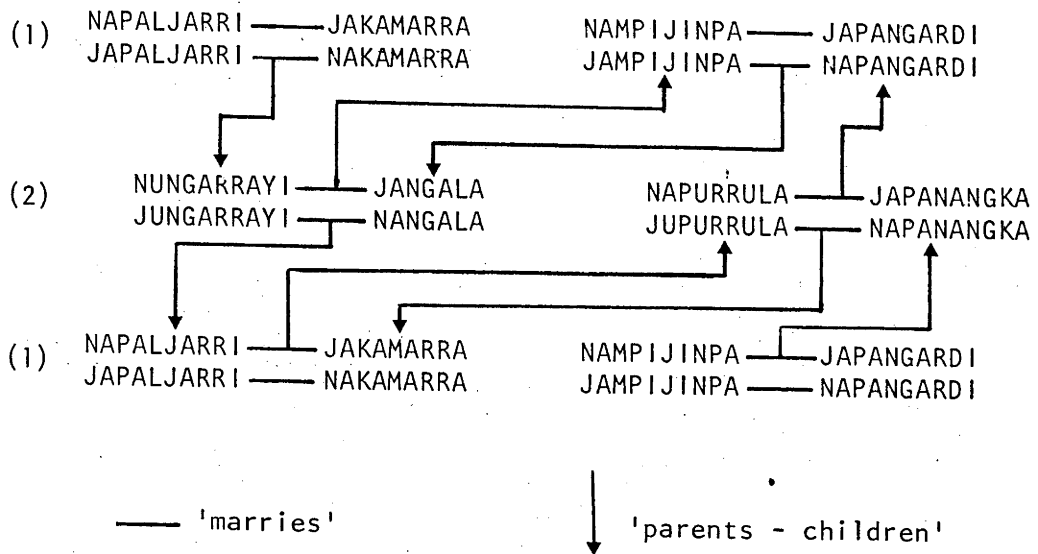 (1) NAPALJARRI JAKAMARRA NAMPIJINPA JAPANGARDI
JAPALJARRI NAKAMARRA JAMPIJINPA NAPANGARDI
(2) NUNGARRAYI JANGALA NAPURRULA JAPANANGKA
JUNGARRAYI NANGALA JUPURRULA NAPANANGKA
(1) NAPALJARRI JAKAMARRA NAMPIJINPA JAPANGARDI
JAPALJARRI NAKAMARRA JAMPIJINPA NAPANGARDI
'marries' 'parents - children'